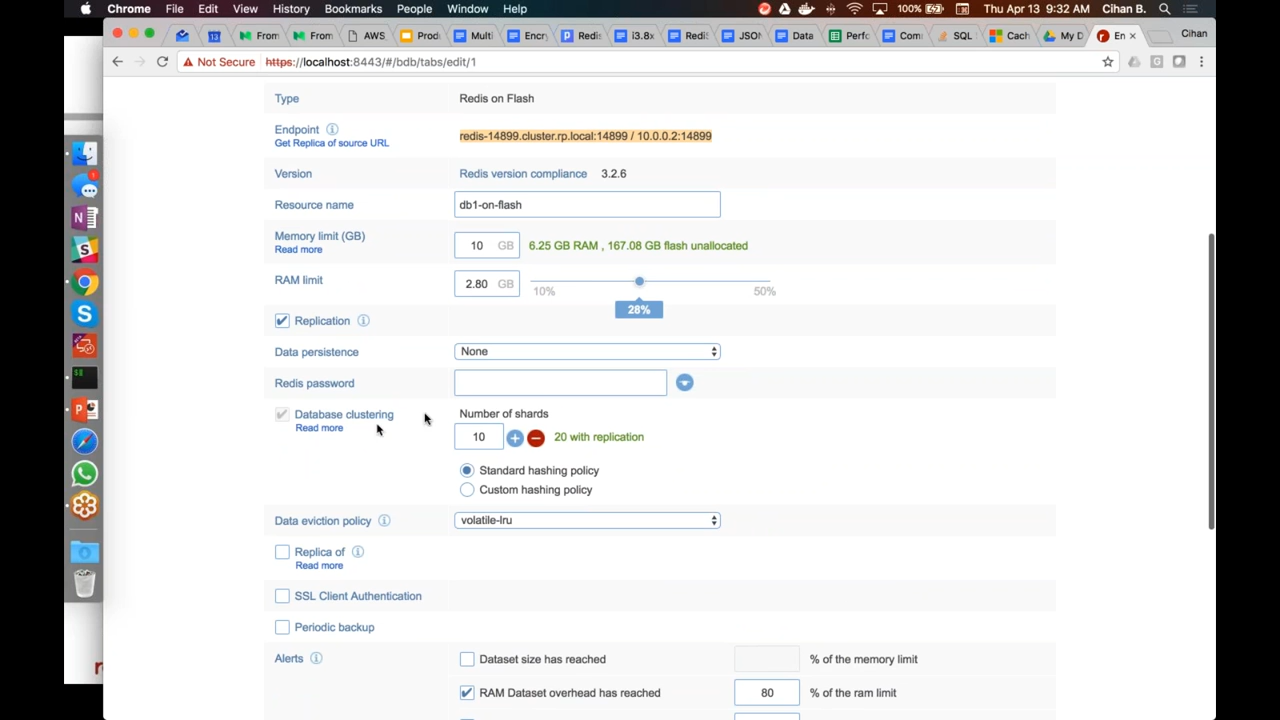 Chrome File Edit View History Bookmarks People Window Help 100% Thu Apr 13 9:32 AM Cihan B.
13 From From AWS Prod Multi Encry Redis i3.8x RediS JSON Data Perfo Com SQL Cach My D En × Cihan
Not Secure https://localhost:8443/#/bdb/tabs/edit/1
Type Redis on Flash
Endpoint redis-14899.cluster.rp.local:14899 / 10.0.0.2:14899
Get Replica of source URL
Version Redis version compliance 3.2.6
Resource name db1-on-flash
Memory limit (GB) 10 GB 6.25 GB RAM , 167.08 GB flash unallocated
Read more
RAM limit 2.80 GB 10% 50%
28%
Replication
Data persistence None
Redis password
Database clustering Number of shards
Read more
10 20 with replication
Standard hashing policy
Custom hashing policy
Data eviction policy volatile-lru
Replica of
Read more
SSL Client Authentication
Periodic backup
Alerts Dataset size has reached % of the memory limit
RAM Dataset overhead has reached 80 % of the ram limit